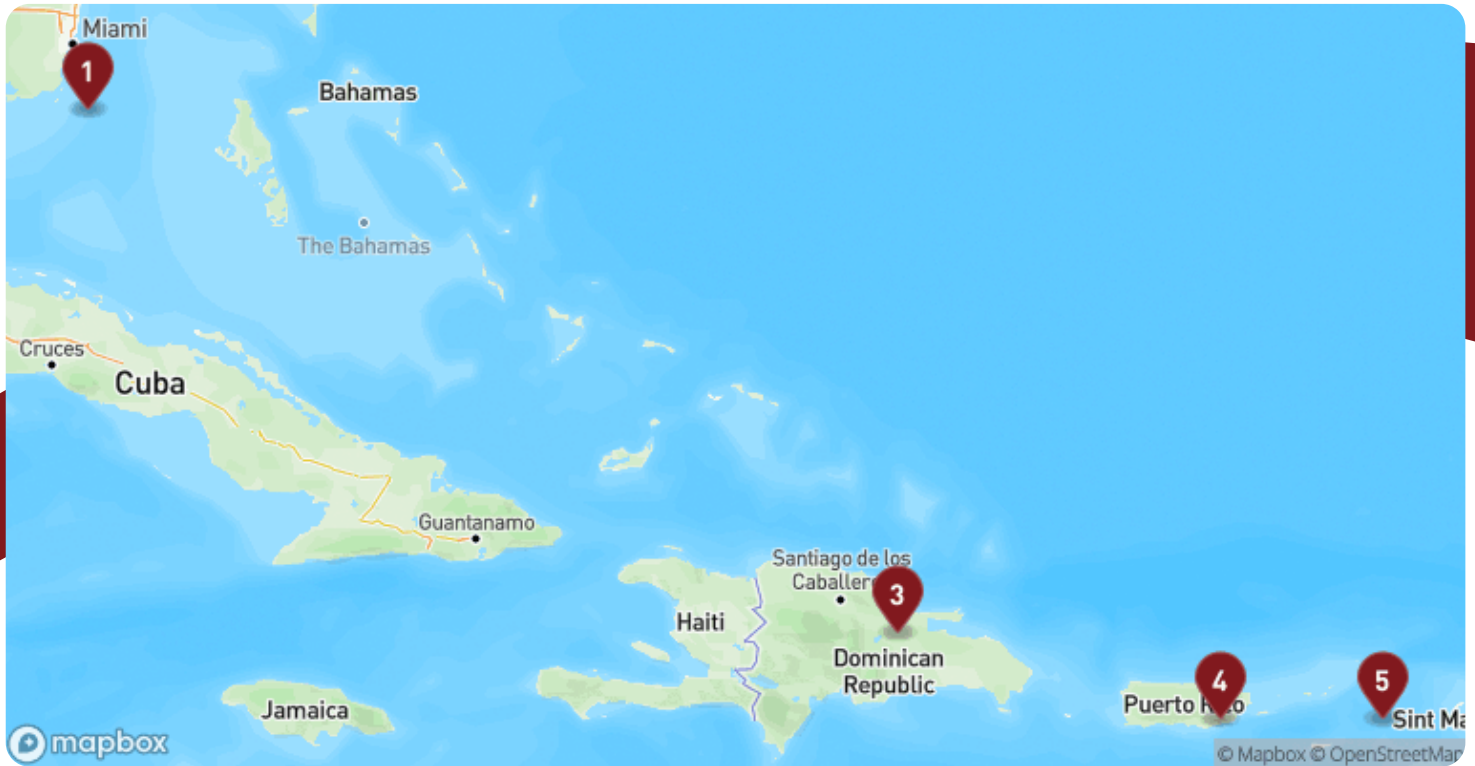 Miami
1
Bahamas
The Bahamas
Cruces
Cuba
Guantanamo
Santiago de los
Caballer
3
Haiti
Dominican
Republic
4
5
Puerto R co
Sint Ma
Jamaica
mapbox
© Mapbox © OpenStreetMap